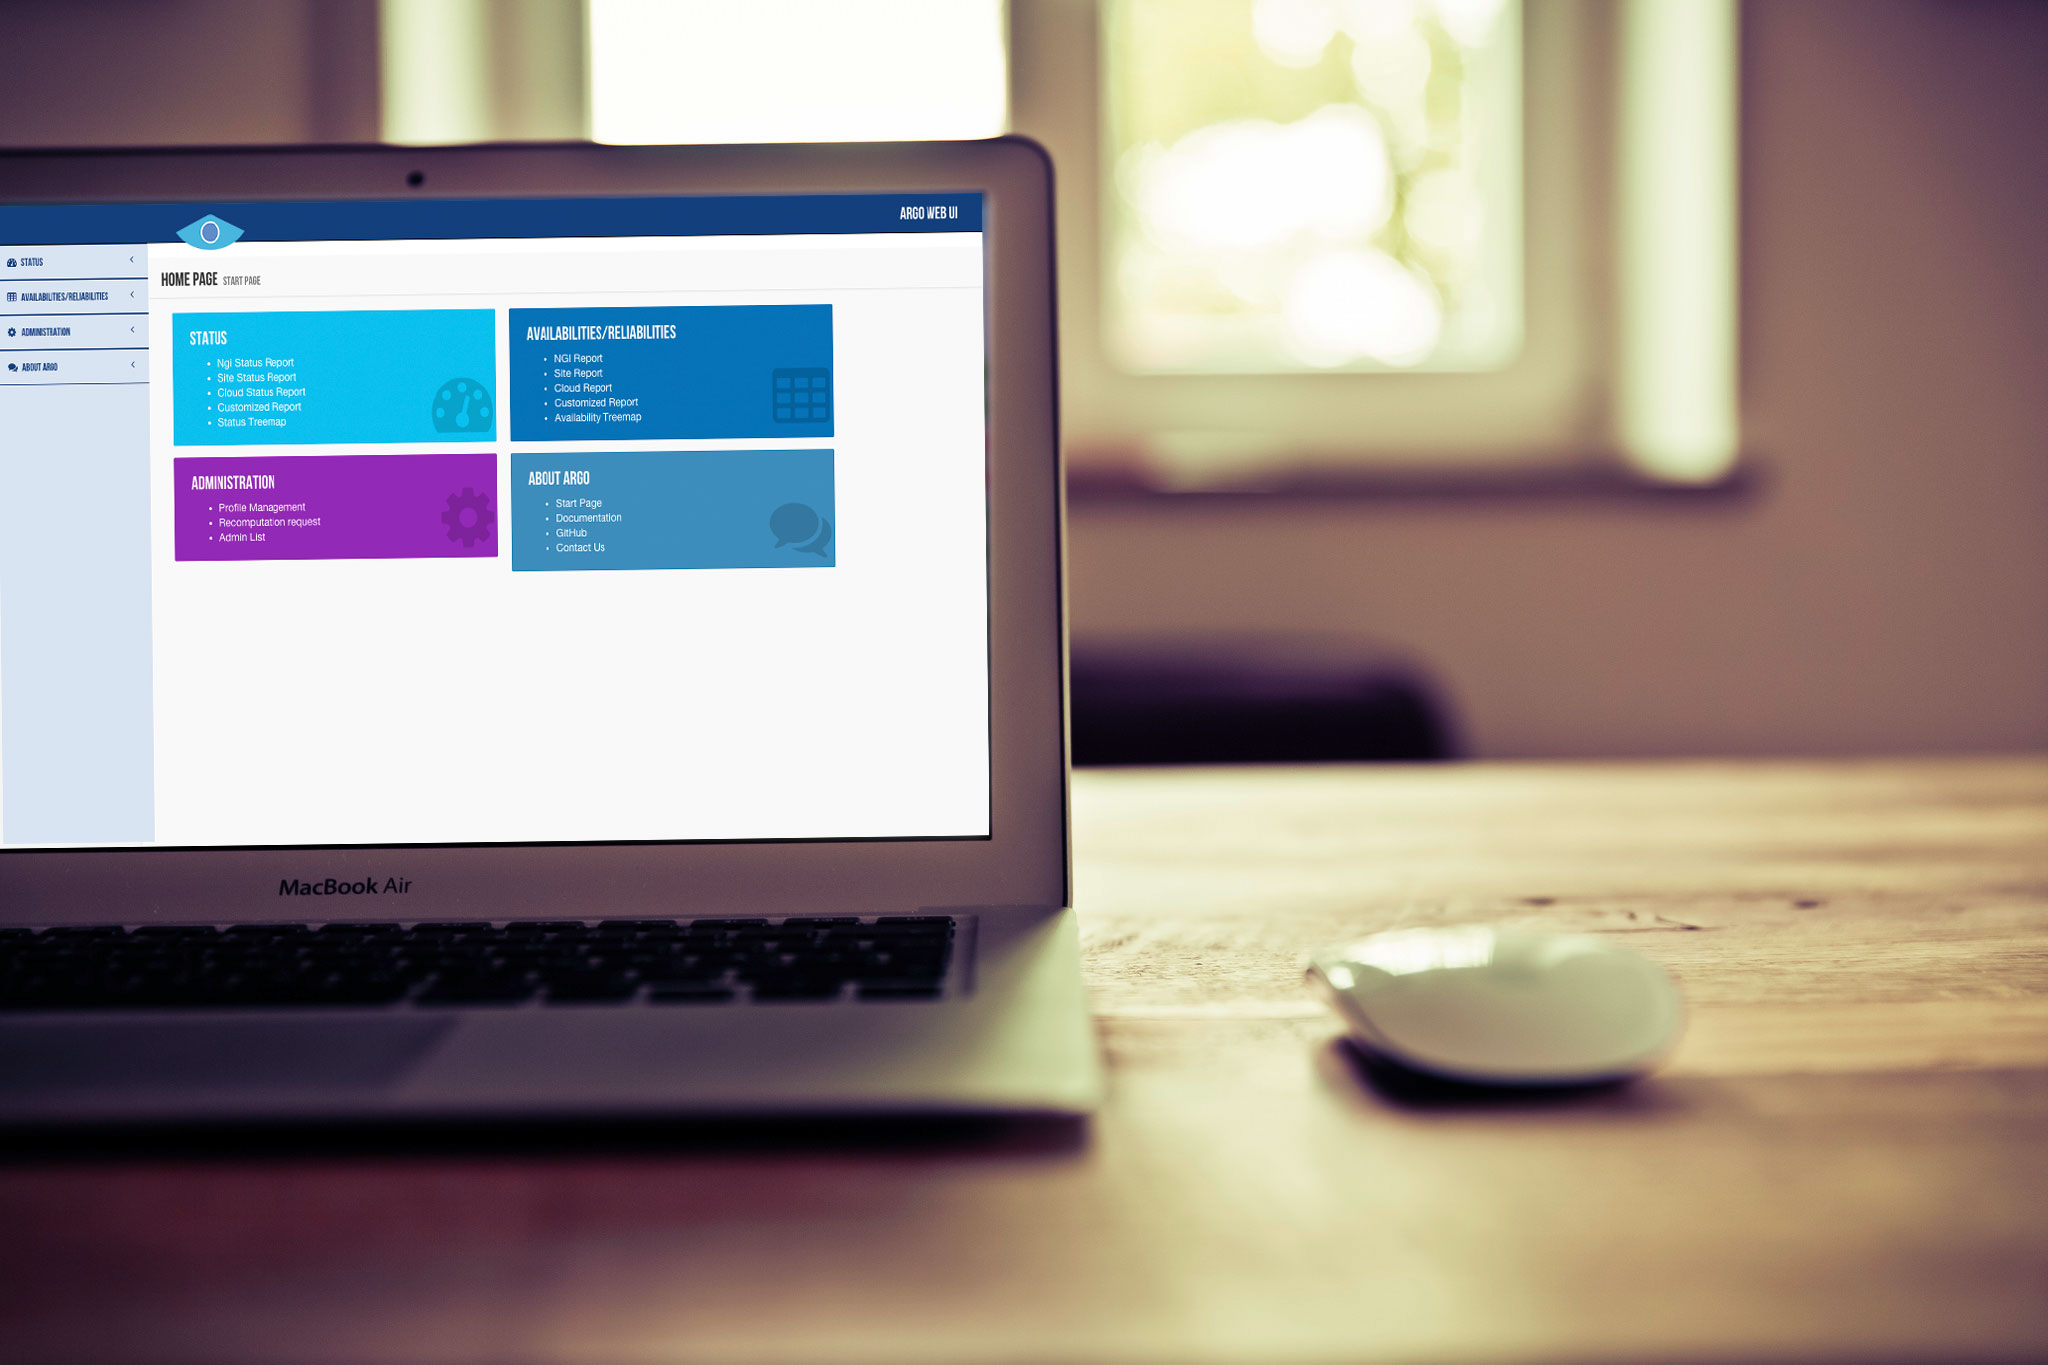 ARGO WEB UI
STATUS
AVAILABILITIES/RELIABILITIES
ADMINISTRATION
ABOUT ARGO
HOME PAGE START PAGE
STATUS
Ngi Status Report
Site Status Report
Cloud Status Report
Customized Report
Status Treemap
AVAILABILITIES/RELIABILITIES
NGI Report
Site Report
Cloud Report
Customized Report
Availability Treemap
ADMINISTRATION
Profile Management
Recomputation request
Admin List
ABOUT ARGO
Start Page
Documentation
GitHub
Contact Us
MacBook Air